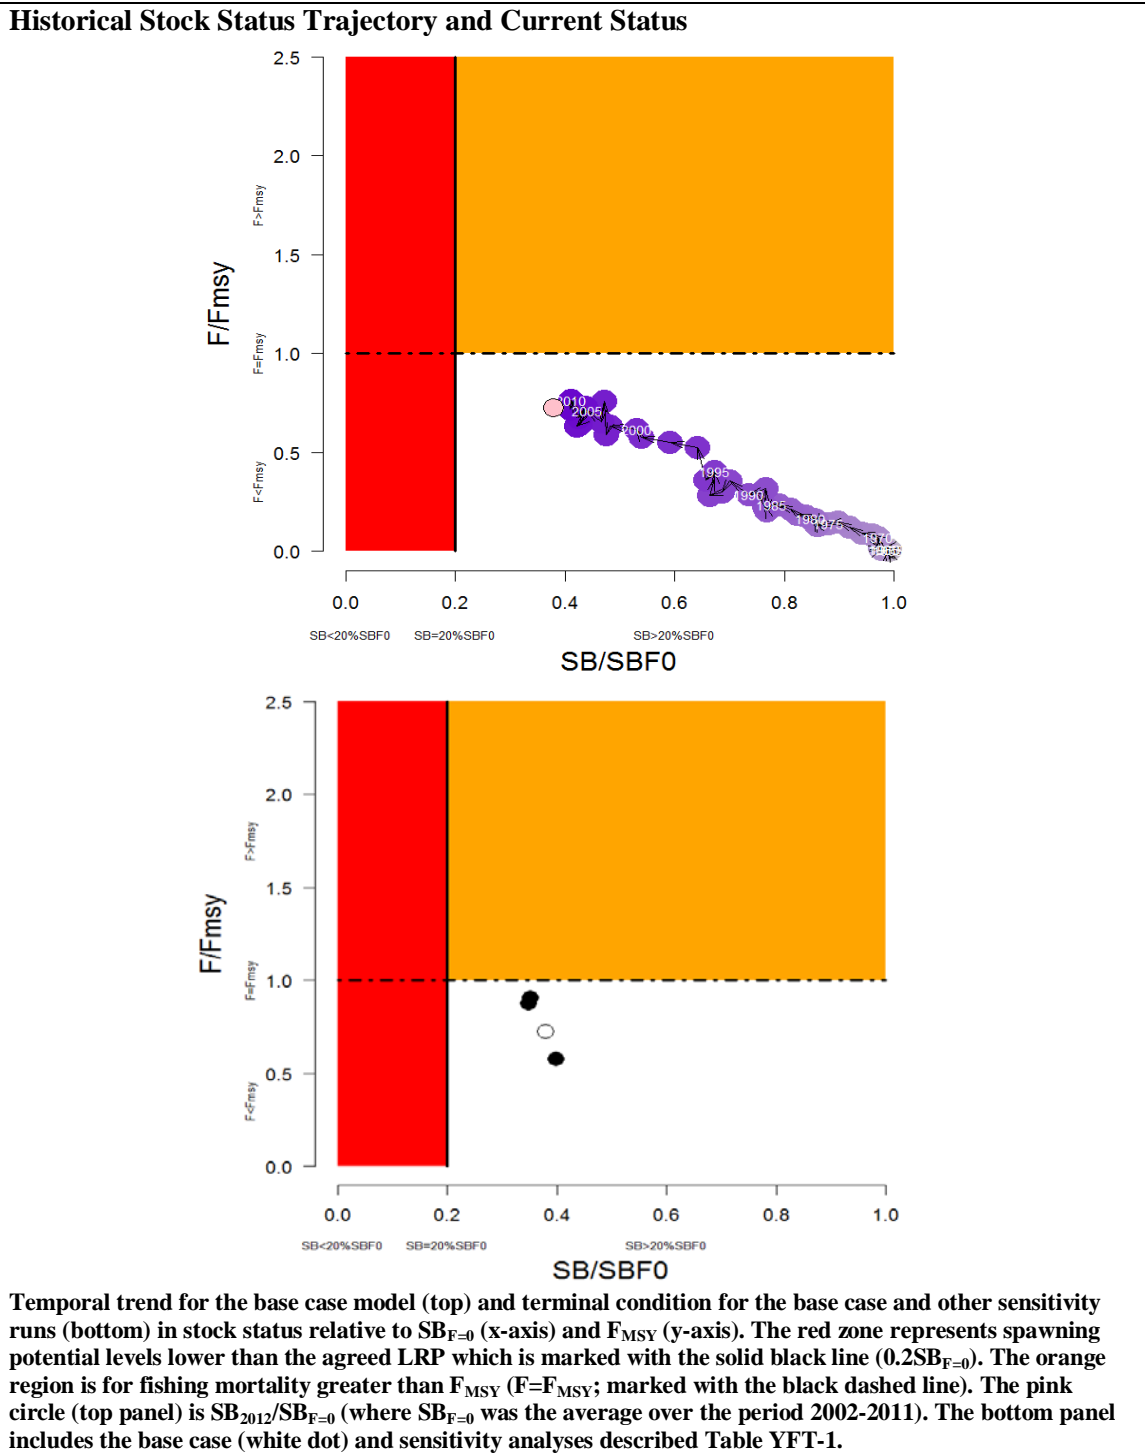 Historical Stock Status Trajectory and Current Status
2.5
2.0
1.5
1.0
0.5
0.0
F/Fmsy
F>Fmsy
F=Fmsy
F<Fmsy
2010
2005
2000
1995
1990
1985
1980
1975
1970
0.0 0.2 0.4 0.6 0.8 1.0
SB<20%SBF0 SB=20%SBF0 SB>20%SBF0
SB/SBF0
2.5
2.0
1.5
1.0
0.5
0.0
F/Fmsy
F>Fmsy
F=Fmsy
F<Fmsy
0.0 0.2 0.4 0.6 0.8 1.0
SB<20%SBF0 SB=20%SBF0 SB>20%SBF0
SB/SBF0
Temporal trend for the base case model (top) and terminal condition for the base case and other sensitivity
runs (bottom) in stock status relative to SBF=0 (x-axis) and FMSY (y-axis). The red zone represents spawning
potential levels lower than the agreed LRP which is marked with the solid black line (0.2SBF=0). The orange
region is for fishing mortality greater than FMSY (F=FMSY; marked with the black dashed line). The pink
circle (top panel) is SB2012/SBF=0 (where SBF=0 was the average over the period 2002-2011). The bottom panel
includes the base case (white dot) and sensitivity analyses described Table YFT-1.